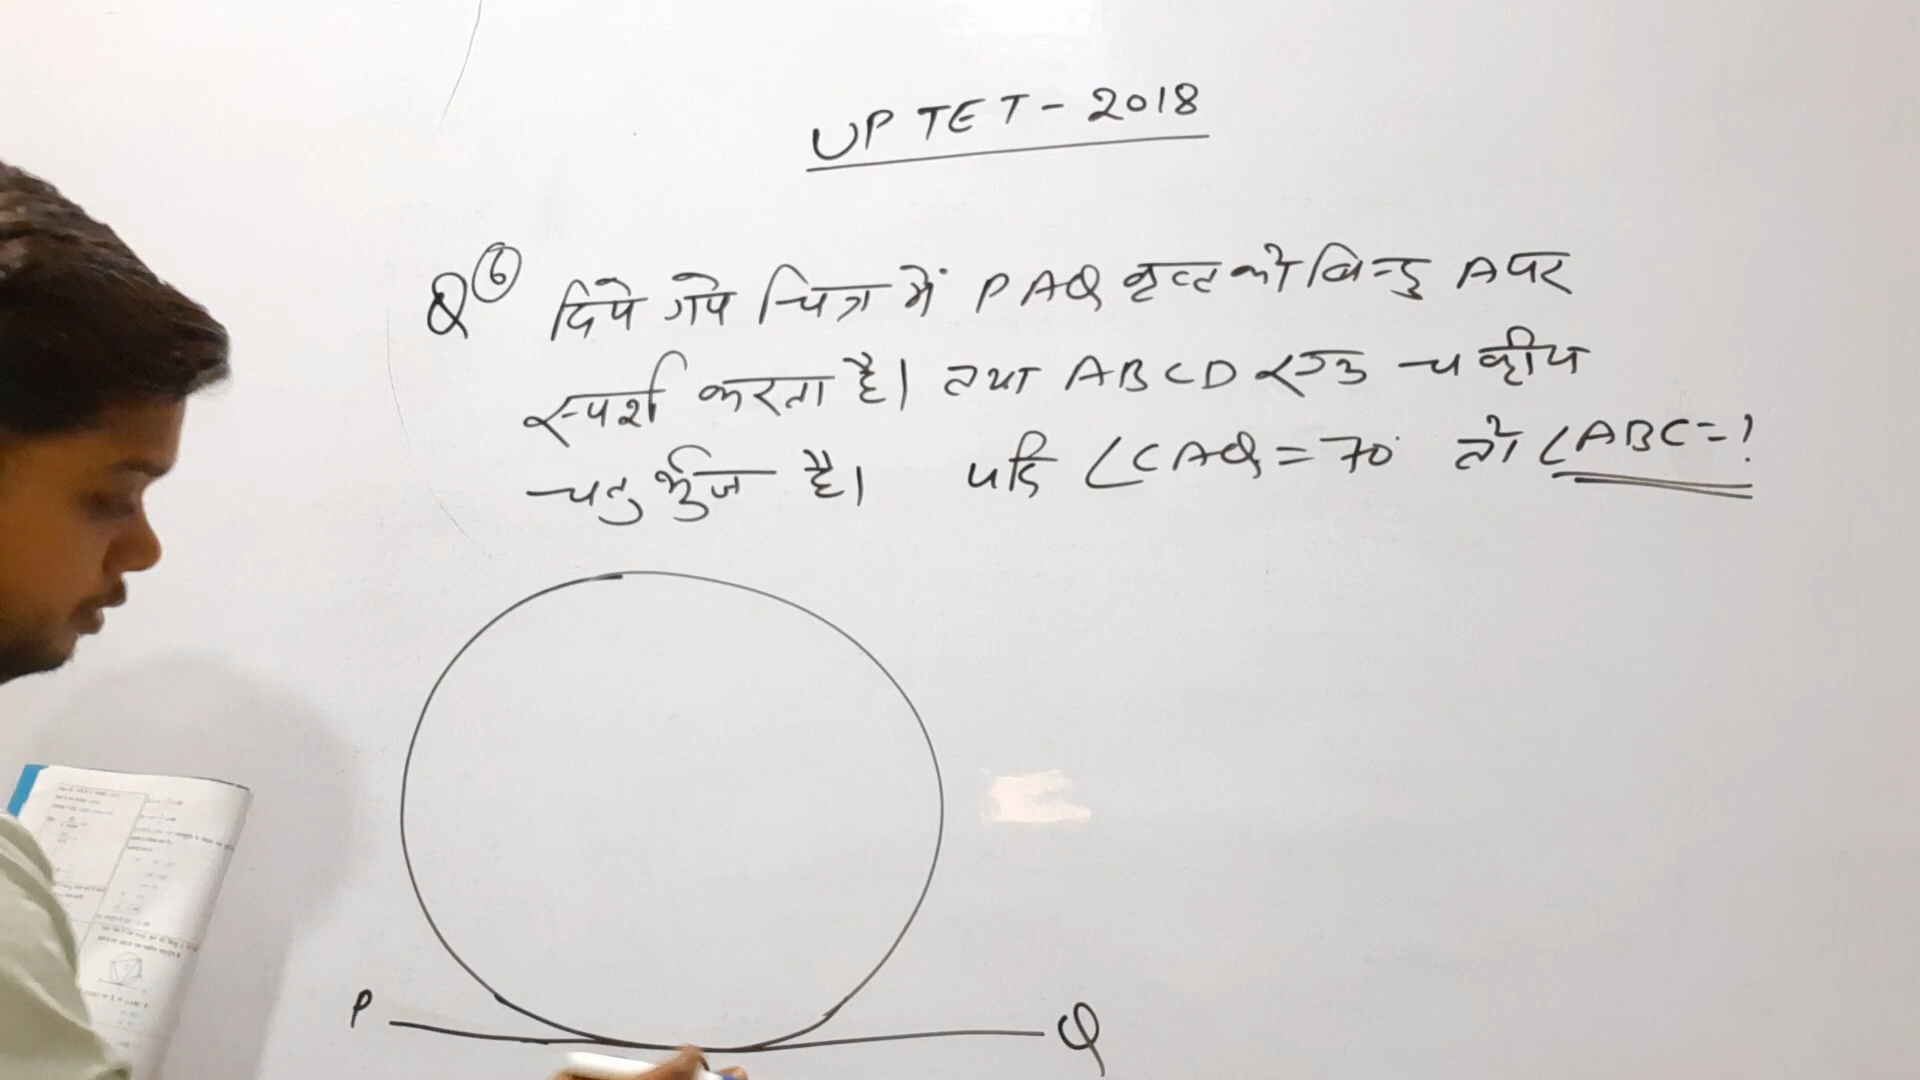 UP TET - 2018
Q⑥ दिये गये चित्र में PAQ वृत्त को बिन्दु A पर
स्पर्श करता है। तथा ABCD एक चक्रीय
चतुर्भुज है। यदि ∠CAQ = 70° तो ∠ABC = ?
P
Q